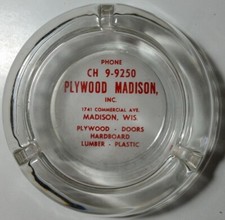 PHONE
CH 9-9250
PLYWOOD MADISON,
INC
1741 COMMERCIAL AVE.
MADISON, WIS.
PLYWOOD - DOORS
HARDBOARD
LUMBER - PLASTIC